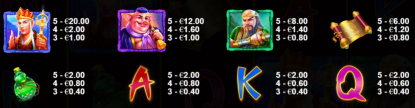 5 - €20.00
4 - €2.00
3 - €1.00
5 - €12.00
4 - €1.60
3 - €1.00
5 - €8.00
4 - €1.40
3 - €0.80
5 - €6.00
4 - €1.20
3 - €0.80
5 - €2.00
4 - €0.80
3 - €0.40
A
5 - €2.00
4 - €0.80
3 - €0.40
K
5 - €2.00
4 - €0.60
3 - €0.40
Q
5 - €2.00
4 - €0.60
3 - €0.40